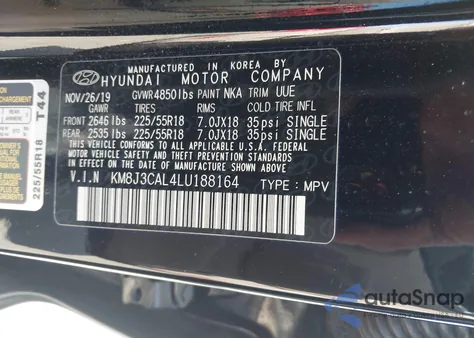 MANUFACTURED IN KOREA BY
HYUNDAI MOTOR COMPANY
NOV/26/19 GVWR4850lbs PAINT NKA TRIM UUE
GAWR TIRES RIMS COLD TIRE INFL
FRONT 2646 lbs 225/55R18 7.0JX18 35psi SINGLE
REAR 2535 lbs 225/55R18 7.0JX18 35psi SINGLE
THIS VEHICLE CONFORMS TO ALL APPLICABLE U.S.
FEDERAL MOTOR VEHICLE SAFETY, BUMPER, AND THEFT
PREVENTION STANDARDS IN EFFECT ON THE DATE OF
MANUFACTURE SHOWN ABOVE.
V.I.N KM8J3CAL4LU188164 TYPE : MPV
T44
225/55R18
autoSnap